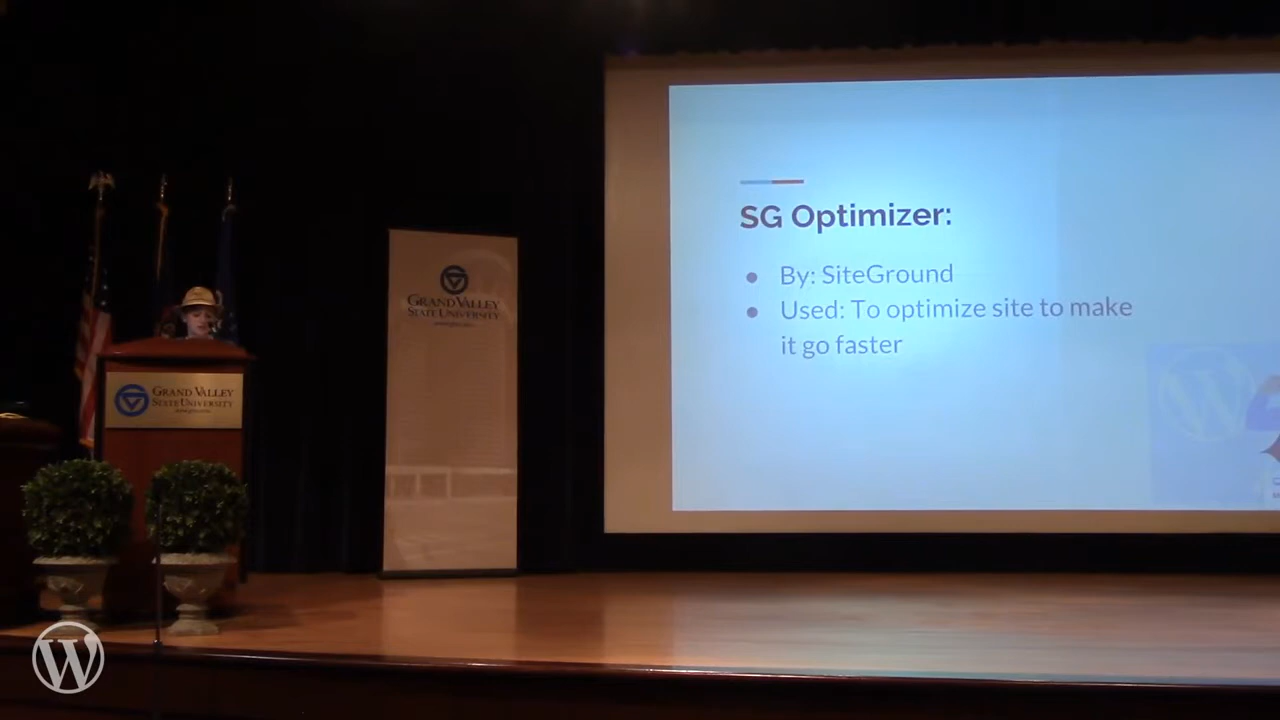 SG Optimizer:
● By: SiteGround
● Used: To optimize site to make
it go faster
GRAND VALLEY
STATE UNIVERSITY
GRAND VALLEY
STATE UNIVERSITY